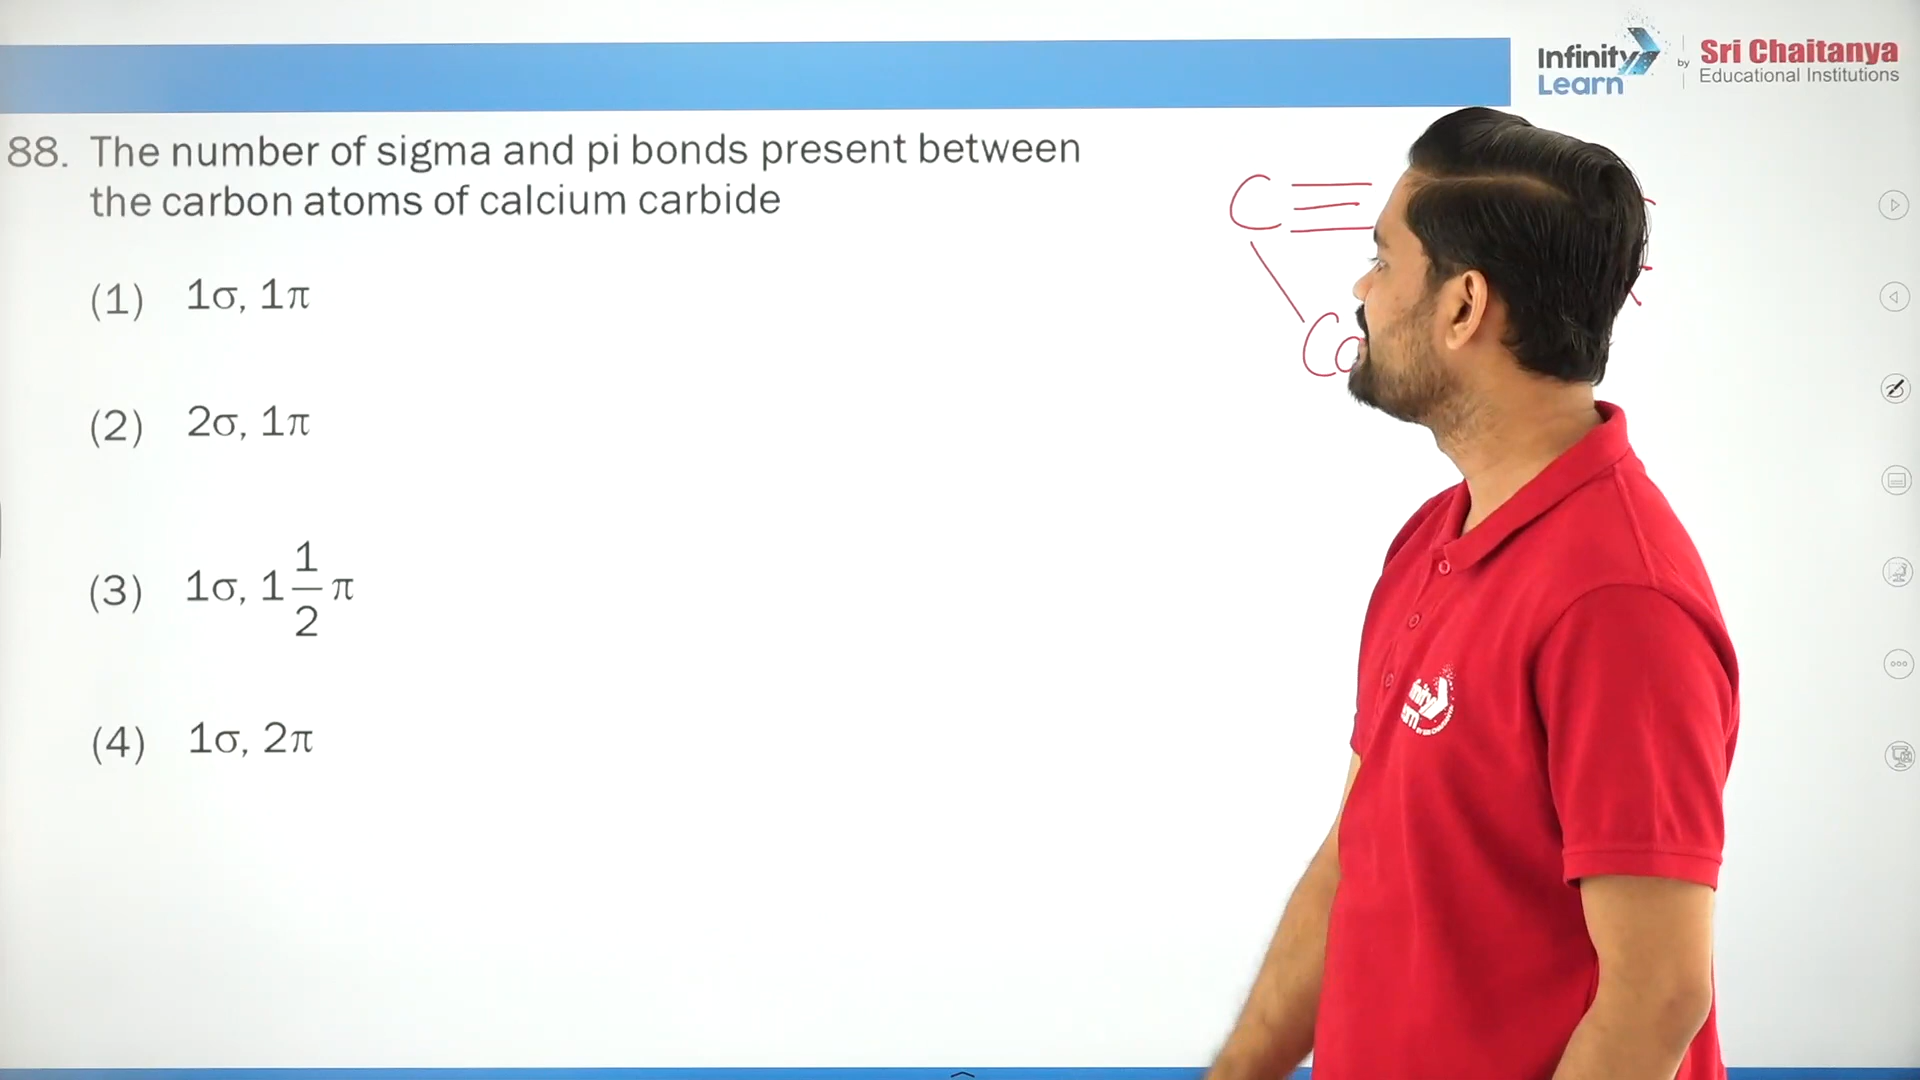 Infinity Learn by Sri Chaitanya Educational Institutions
88. The number of sigma and pi bonds present between
the carbon atoms of calcium carbide
(1) 1σ, 1π
(2) 2σ, 1π
(3) 1σ, 1 1/2 π
(4) 1σ, 2π
C ≡
Ca